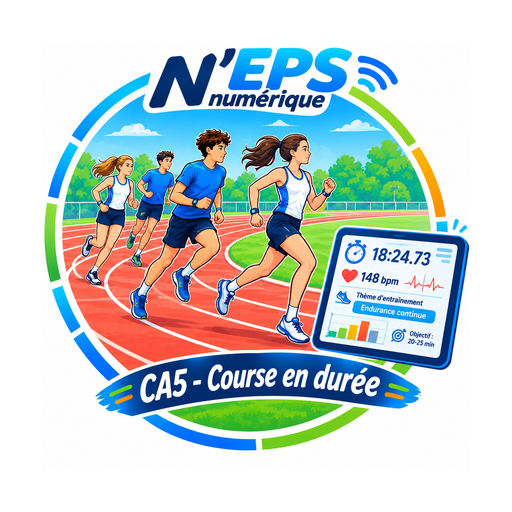 N'EPS
numérique
18:24.73
148 bpm
Thème d'entraînement
Endurance continue
Objectif :
20-25 min
CA5 - Course en durée